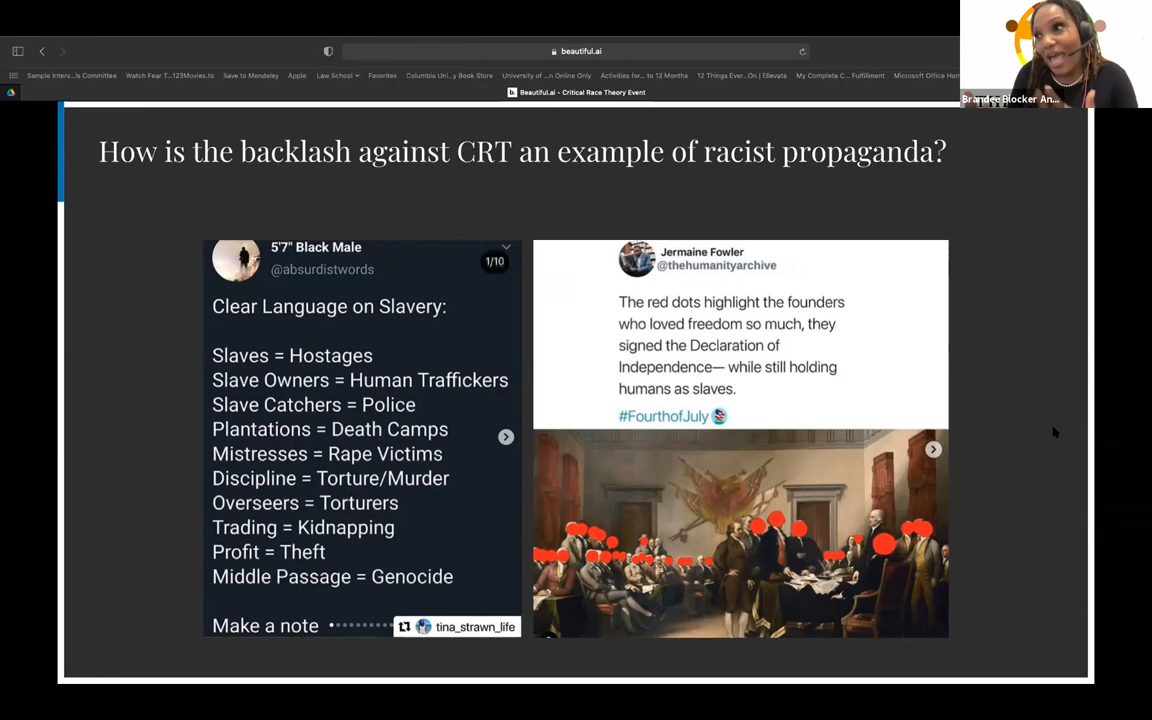 beautiful.ai
Sample Interv...ls Committee
Watch Fear T...123Movies.to
Save to Mendeley
Apple
Law School
Favorites
Columbia Uni...y Book Store
University of ...n Online Only
Activities for... to 12 Months
12 Things Ever...On | Ellevate
My Complete C... Fulfillment
Microsoft Office Hom
Beautiful.ai - Critical Race Theory Event
Brandee Blocker An...
How is the backlash against CRT an example of racist propaganda?
5'7" Black Male
@absurdistwords
1/10
Clear Language on Slavery:
Slaves = Hostages
Slave Owners = Human Traffickers
Slave Catchers = Police
Plantations = Death Camps
Mistresses = Rape Victims
Discipline = Torture/Murder
Overseers = Torturers
Trading = Kidnapping
Profit = Theft
Middle Passage = Genocide
Make a note
tina_strawn_life
Jermaine Fowler
@thehumanityarchive
The red dots highlight the founders
who loved freedom so much, they
signed the Declaration of
Independence— while still holding
humans as slaves.
#FourthofJuly